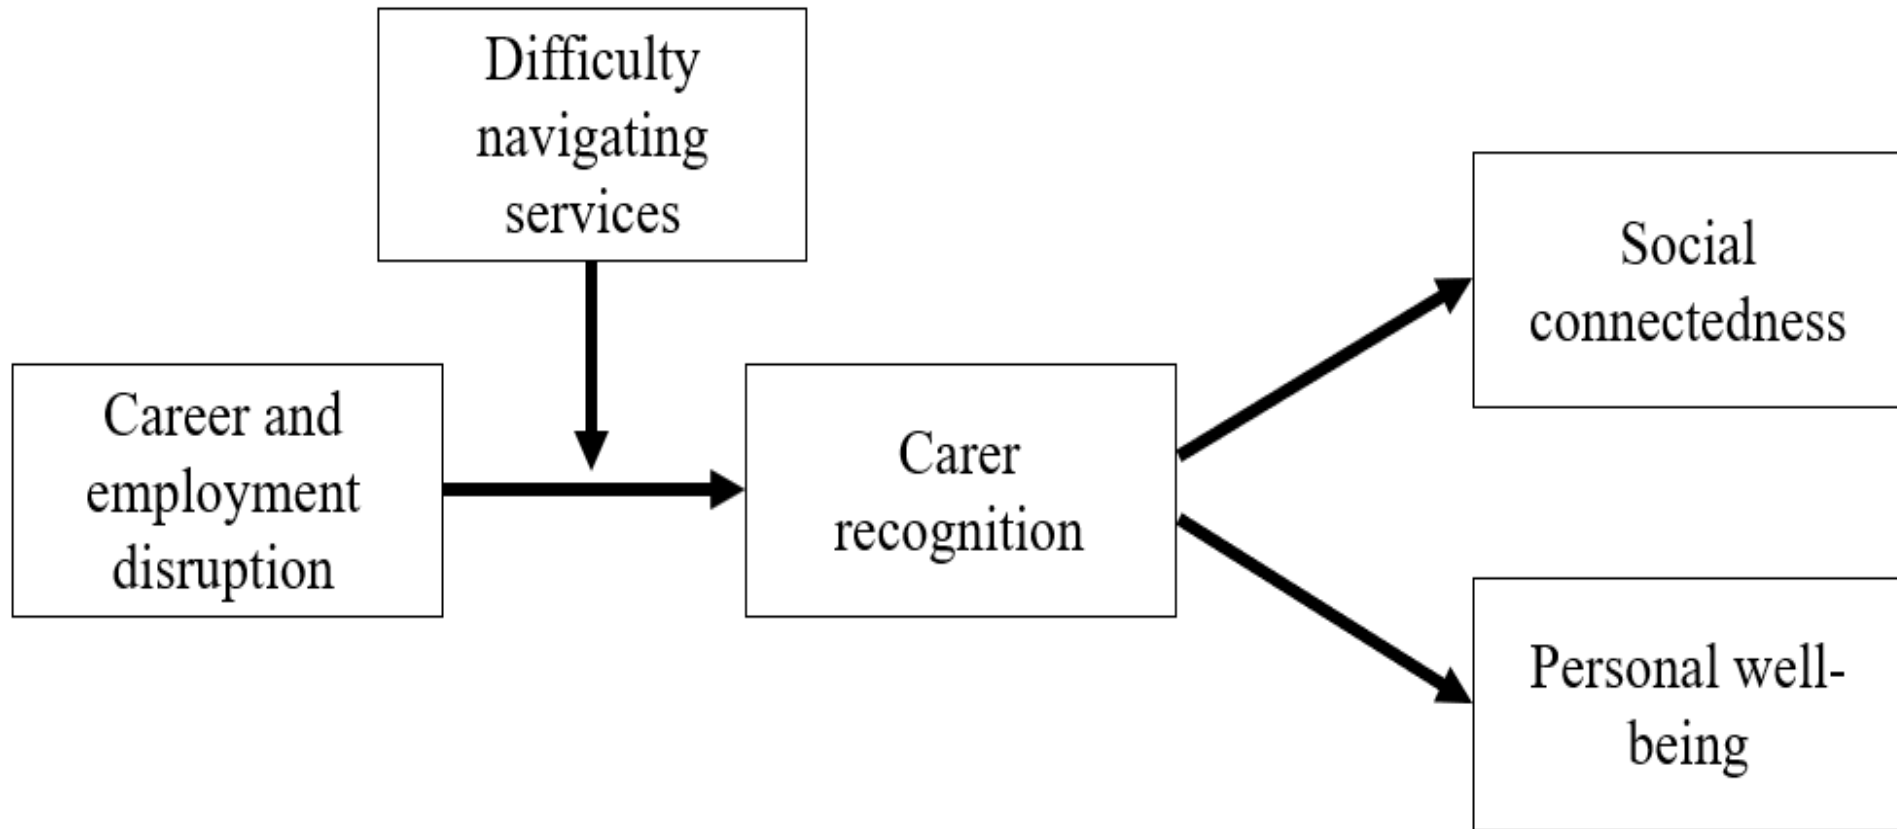 Difficulty
navigating
services
Career and
employment
disruption
Carer
recognition
Social
connectedness
Personal well-
being